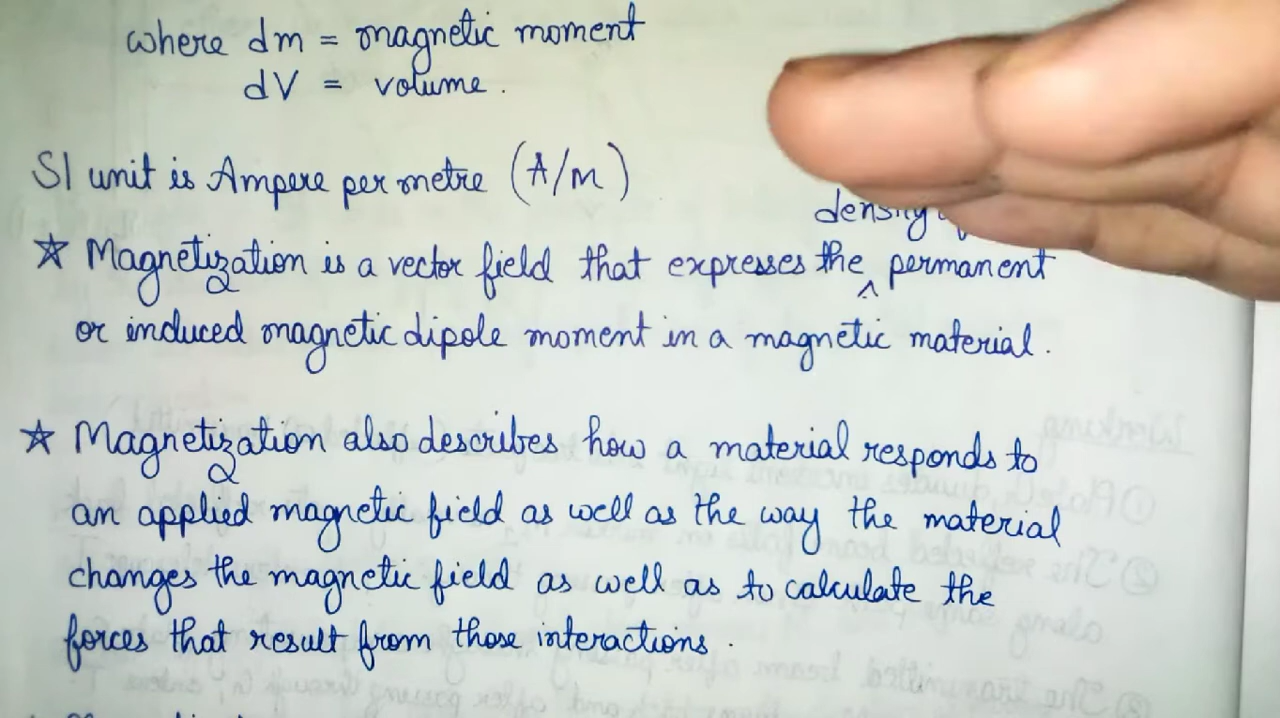 where dm = magnetic moment
dV = volume.
SI unit is Ampere per metre (A/m)
density
☆ Magnetization is a vector field that expresses the ^ permanent
or induced magnetic dipole moment in a magnetic material.
☆ Magnetization also describes how a material responds to
an applied magnetic field as well as the way the material
changes the magnetic field as well as to calculate the
forces that result from those interactions.